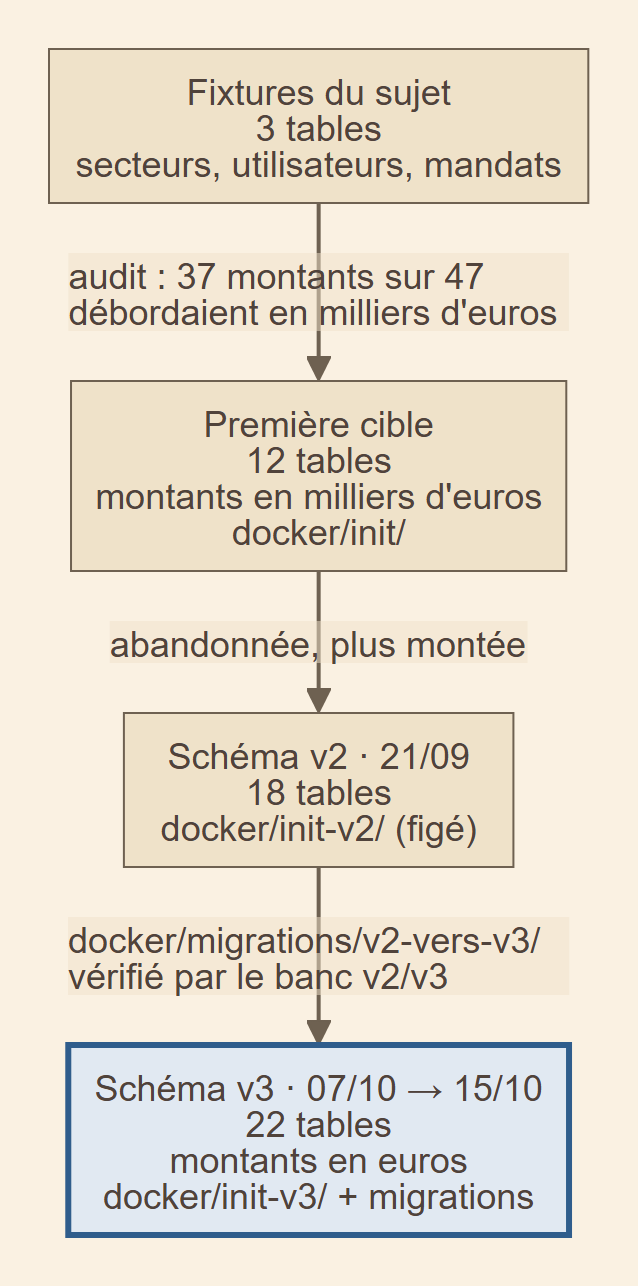 Fixtures du sujet
3 tables
secteurs, utilisateurs, mandats
audit : 37 montants sur 47
débordaient en milliers d'euros
Première cible
12 tables
montants en milliers d'euros
docker/init/
abandonnée, plus montée
Schéma v2 · 21/09
18 tables
docker/init-v2/ (figé)
docker/migrations/v2-vers-v3/
vérifié par le banc v2/v3
Schéma v3 · 07/10 → 15/10
22 tables
montants en euros
docker/init-v3/ + migrations